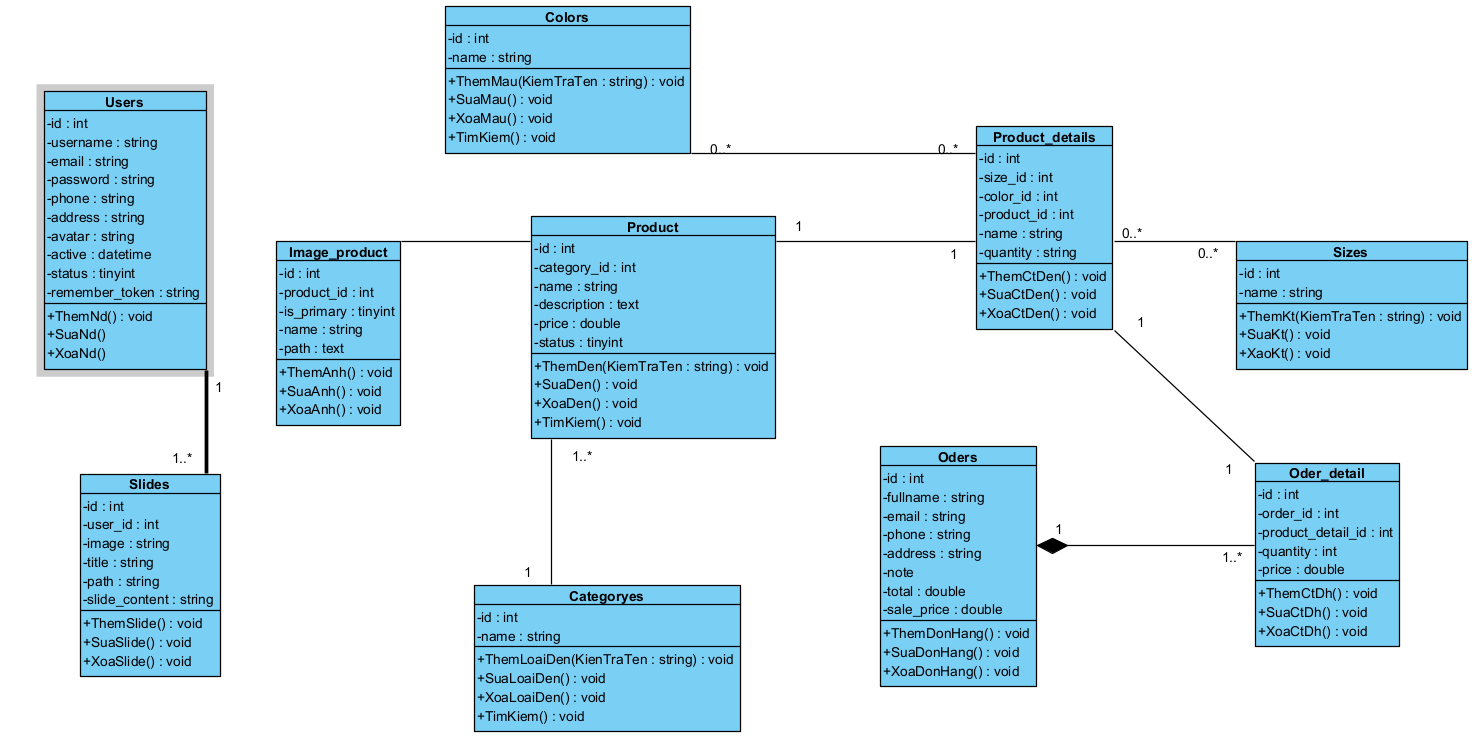 Colors
-id : int
-name : string
+ThemMau(KiemTraTen : string) : void
+SuaMau() : void
+XoaMau() : void
+TimKiem() : void
0..*
0..*
Users
-id : int
-username : string
-email : string
-password : string
-phone : string
-address : string
-avatar : string
-active : datetime
-status : tinyint
-remember_token : string
+ThemNd() : void
+SuaNd()
+XoaNd()
1
1..*
Product_details
-id : int
-size_id : int
-color_id : int
-product_id : int
-name : string
-quantity : string
+ThemCtDen() : void
+SuaCtDen() : void
+XoaCtDen() : void
0..*
0..*
Image_product
-id : int
-product_id : int
-is_primary : tinyint
-name : string
-path : text
+ThemAnh() : void
+SuaAnh() : void
+XoaAnh() : void
Product
-id : int
-category_id : int
-name : string
-description : text
-price : double
-status : tinyint
+ThemDen(KiemTraTen : string) : void
+SuaDen() : void
+XoaDen() : void
+TimKiem() : void
1
1
Sizes
-id : int
-name : string
+ThemKt(KiemTraTen : string) : void
+SuaKt() : void
+XaoKt() : void
1
1
1..*
1
Slides
-id : int
-user_id : int
-image : string
-title : string
-path : string
-slide_content : string
+ThemSlide() : void
+SuaSlide() : void
+XoaSlide() : void
Categoryes
-id : int
-name : string
+ThemLoaiDen(KienTraTen : string) : void
+SuaLoaiDen() : void
+XoaLoaiDen() : void
+TimKiem() : void
Oders
-id : int
-fullname : string
-email : string
-phone : string
-address : string
-note
-total : double
-sale_price : double
+ThemDonHang() : void
+SuaDonHang() : void
+XoaDonHang() : void
1
1..*
Oder_detail
-id : int
-order_id : int
-product_detail_id : int
-quantity : int
-price : double
+ThemCtDh() : void
+SuaCtDh() : void
+XoaCtDh() : void